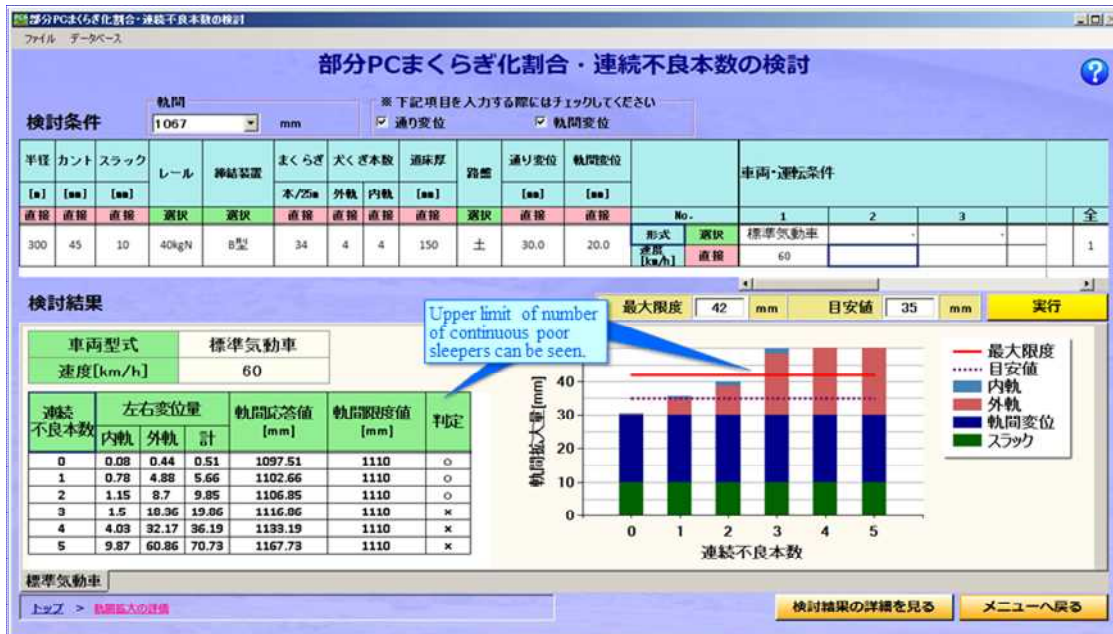 部分PCまくらぎ化割合・連続不良本数の検討
ファイル データベース
部分PCまくらぎ化割合・連続不良本数の検討
?
検討条件
軌間
1067 mm
※下記項目を入力する際にはチェックしてください
通り変位 軌間変位
半径 カント スラック レール 締結装置 まくらぎ 犬くぎ本数 道床厚 路盤 通り変位 軌間変位 車両・運転条件
[m] [mm] [mm] 本/25m 外軌 内軌 [mm] [mm] [mm]
直接 直接 直接 選択 選択 直接 直接 直接 直接 選択 直接 直接 No. 1 2 3 全
300 45 10 40kgN B型 34 4 4 150 土 30.0 20.0 形式 選択 標準気動車 - - 1
速度[km/h] 直接 60
検討結果
最大限度 42 mm 目安値 35 mm 実行
Upper limit of number
of continuous poor
sleepers can be seen.
車両型式 標準気動車
速度[km/h] 60
連続不良本数 左右変位量 軌間応答値[mm] 軌間限度値[mm] 判定
内軌 外軌 計
0 0.08 0.44 0.51 1097.51 1110 ○
1 0.78 4.88 5.66 1102.66 1110 ○
2 1.15 8.7 9.85 1106.85 1110 ○
3 1.5 18.36 19.86 1116.86 1110 ×
4 4.03 32.17 36.19 1133.19 1110 ×
5 9.87 60.86 70.73 1167.73 1110 ×
軌間拡大量[mm]
40
30
20
10
0
0 1 2 3 4 5
連続不良本数
最大限度
目安値
内軌
外軌
軌間変位
スラック
標準気動車
トップ > 軌間拡大の評価
検討結果の詳細を見る メニューへ戻る